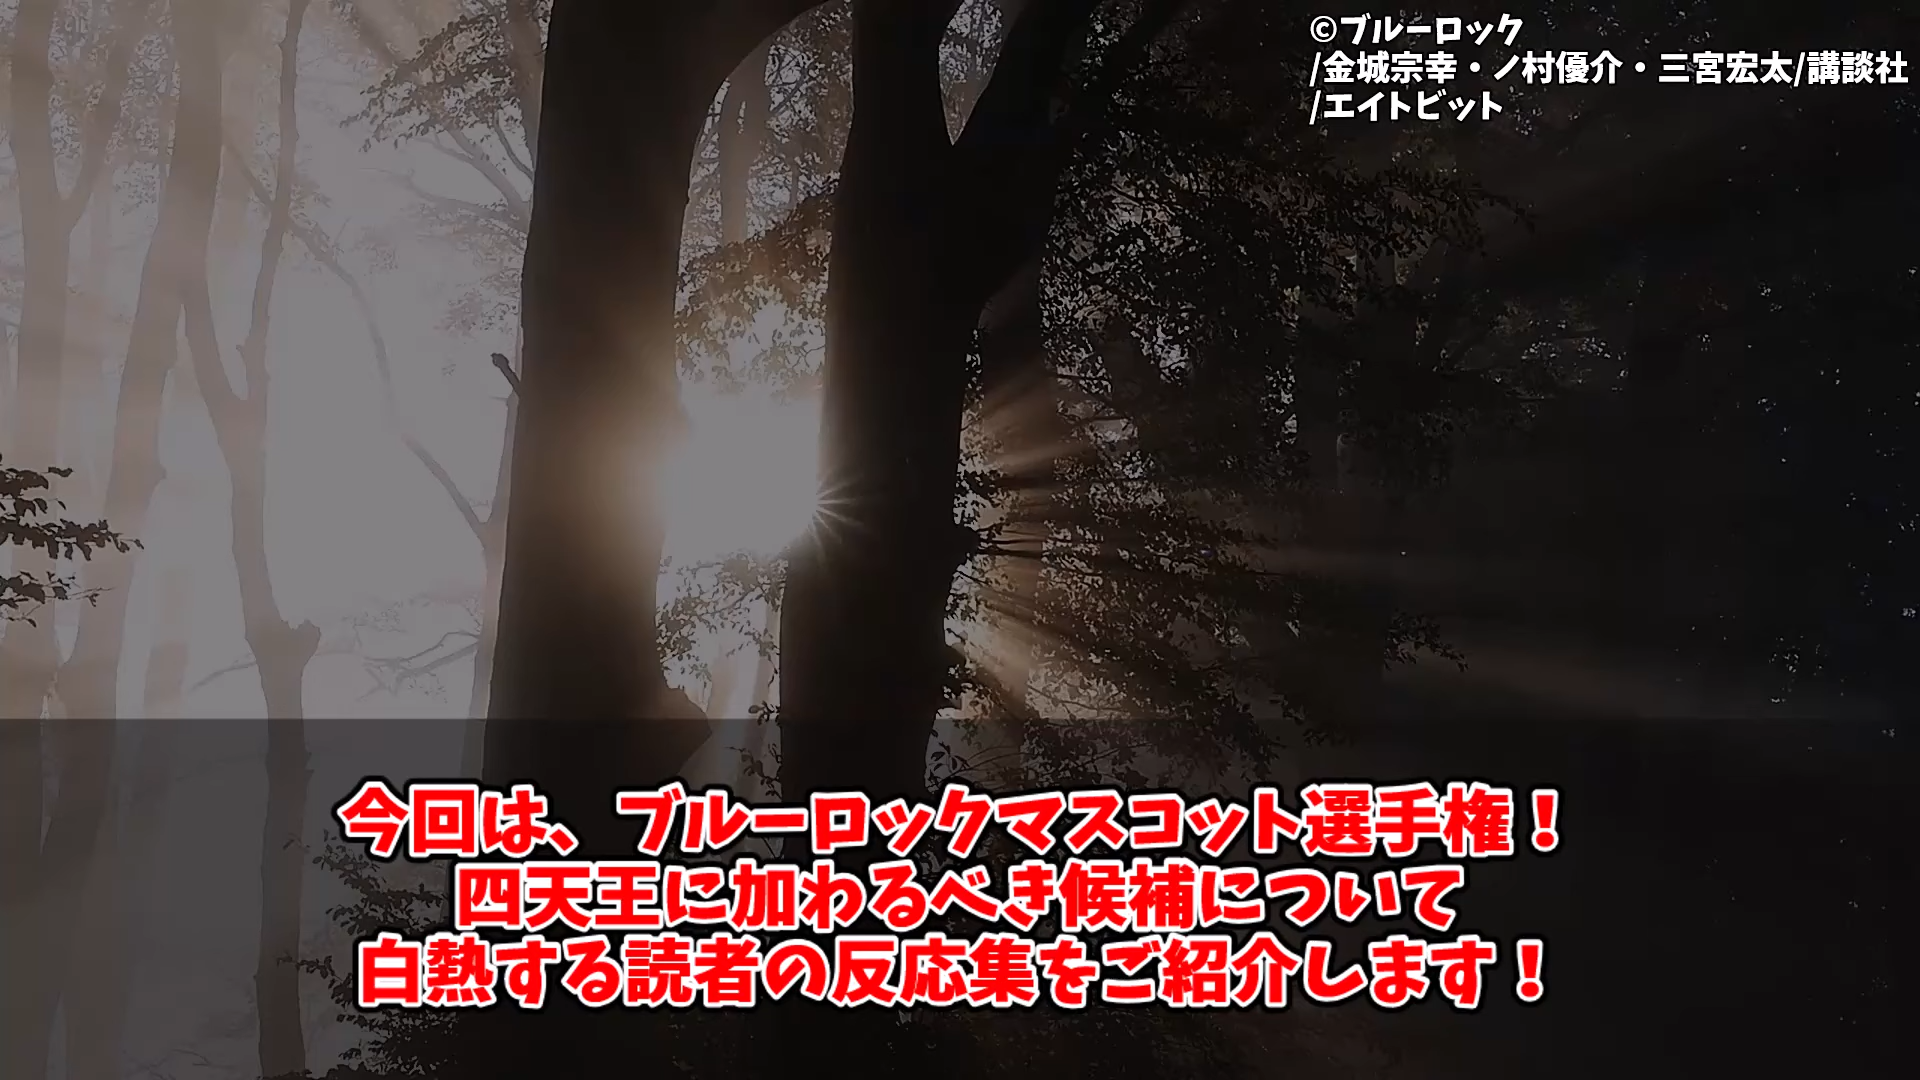 ©ブルーロック
/金城宗幸・ノ村優介・三宮宏太/講談社
/エイトビット
今回は、ブルーロックマスコット選手権！
四天王に加わるべき候補について
白熱する読者の反応集をご紹介します！